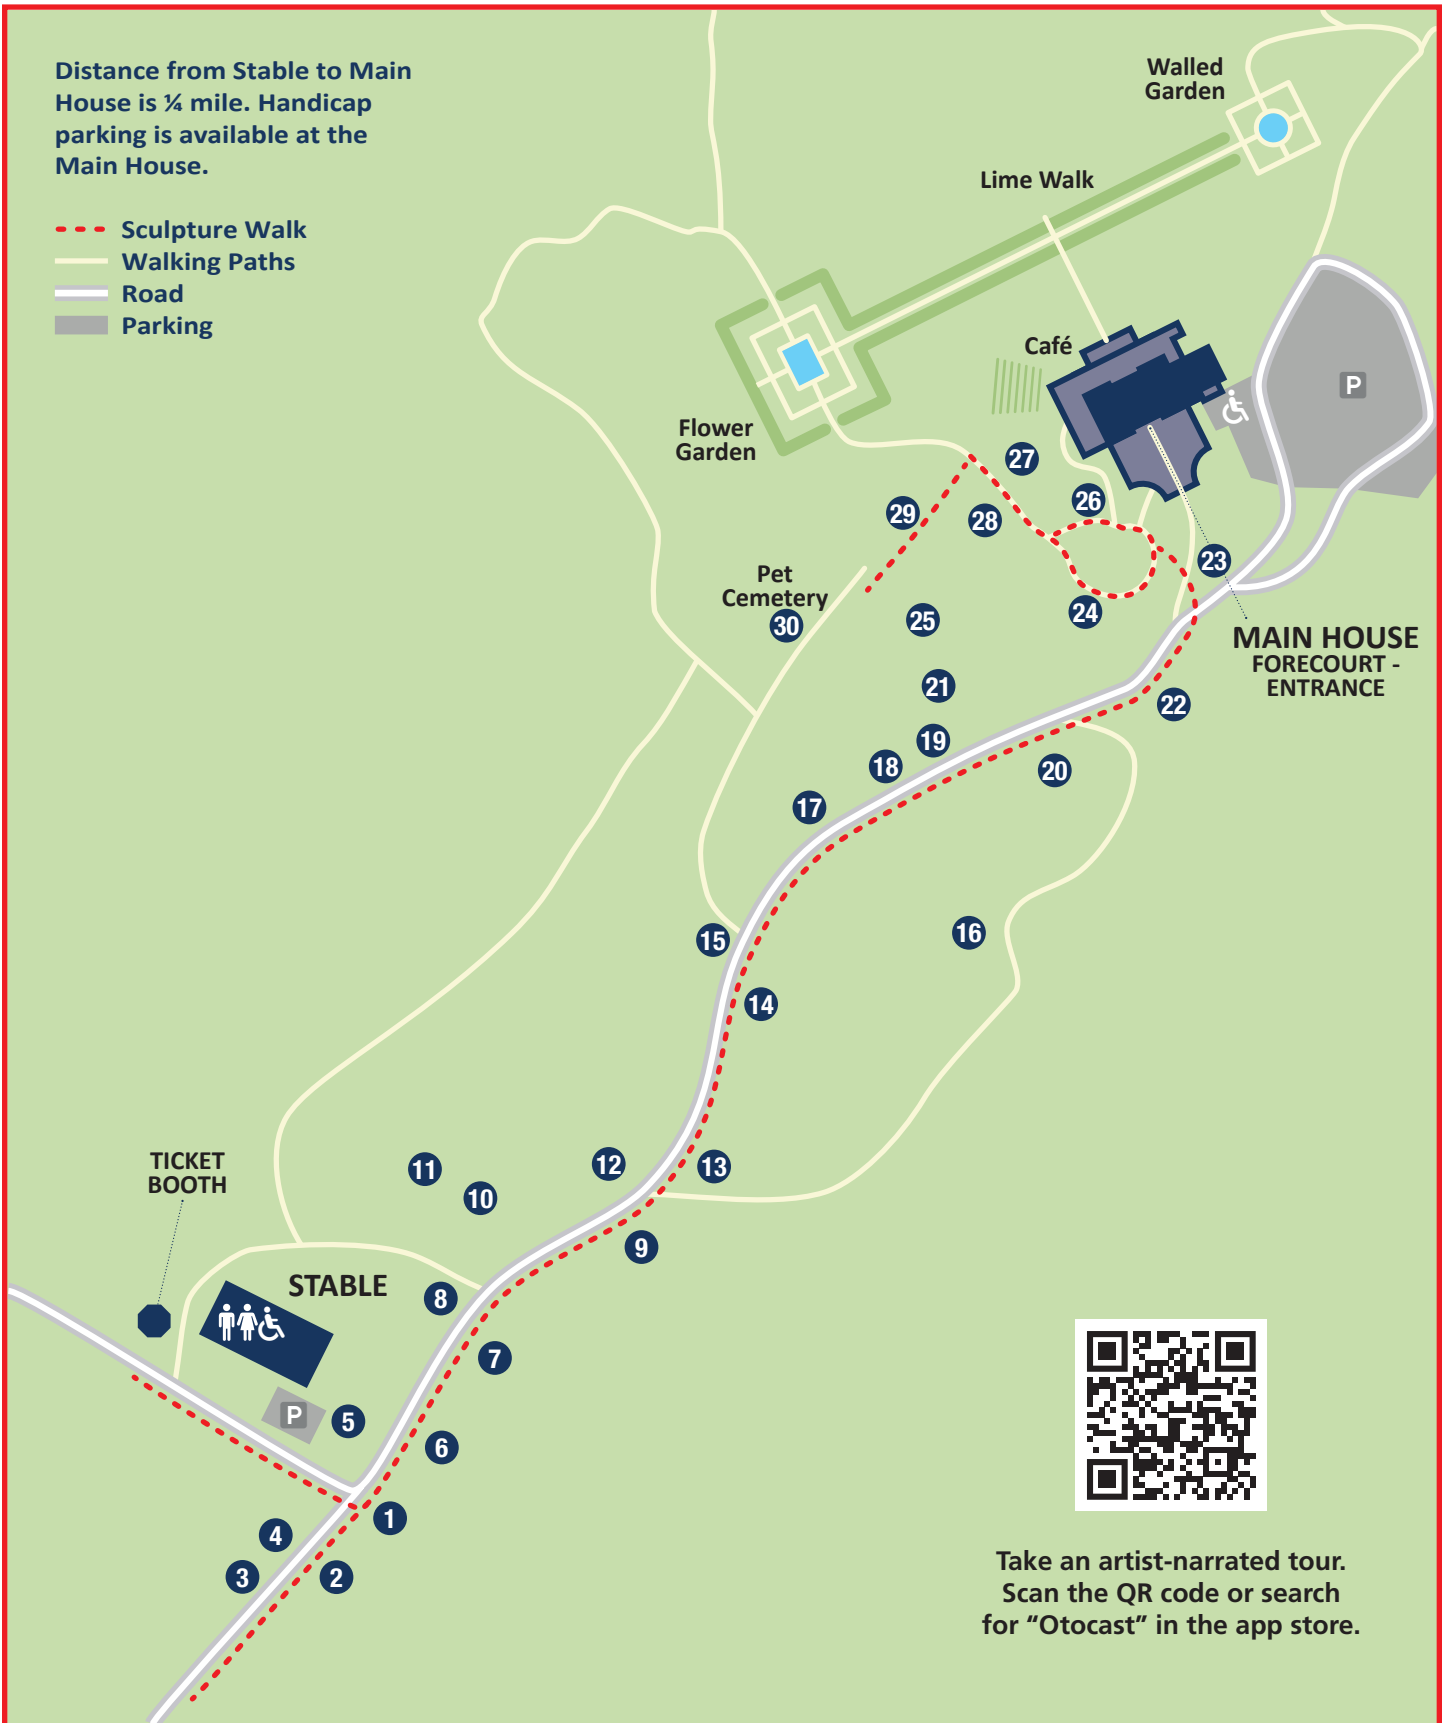 Distance from Stable to Main
House is ¼ mile. Handicap
parking is available at the
Main House.
Sculpture Walk
Walking Paths
Road
Parking
Walled
Garden
Lime Walk
Café
P
Flower
Garden
27
26
29
28
23
Pet
Cemetery
30
25
24
MAIN HOUSE
FORECOURT -
ENTRANCE
21
22
19
18
20
17
16
15
14
TICKET
BOOTH
11
12
13
10
9
STABLE
8
7
P
5
6
1
4
3
2
Take an artist-narrated tour.
Scan the QR code or search
for “Otocast” in the app store.